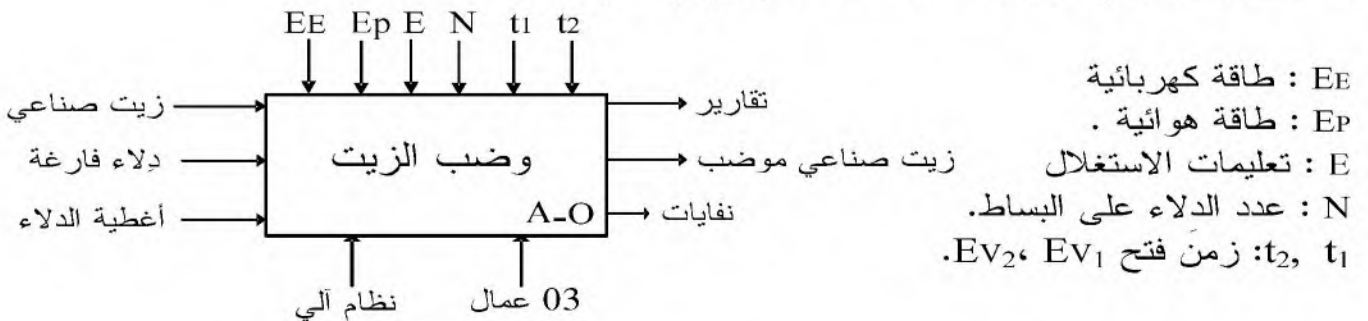 EE Ep E N t1 t2
زيت صناعي
دِلاء فارغة
أغطية الدلاء
وضب الزيت
A-O
تقارير
زيت صناعي موضب
نفايات
نظام آلي
03 عمال
EE : طاقة كهربائية
EP : طاقة هوائية .
E : تعليمات الاستغلال
N : عدد الدلاء على البساط.
t2, t1: زمنَ فتح Ev2، Ev1.